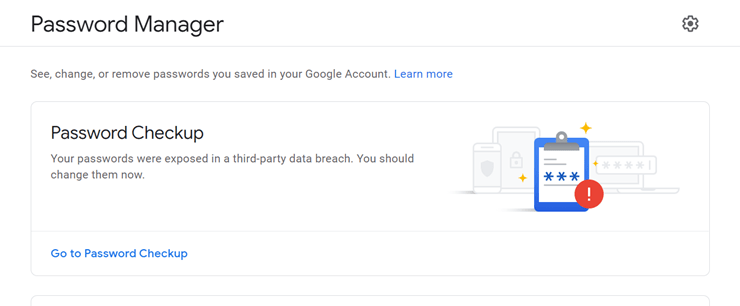 Password Manager
See, change, or remove passwords you saved in your Google Account. Learn more
Password Checkup
Your passwords were exposed in a third-party data breach. You should
change them now.
***
****
!
Go to Password Checkup